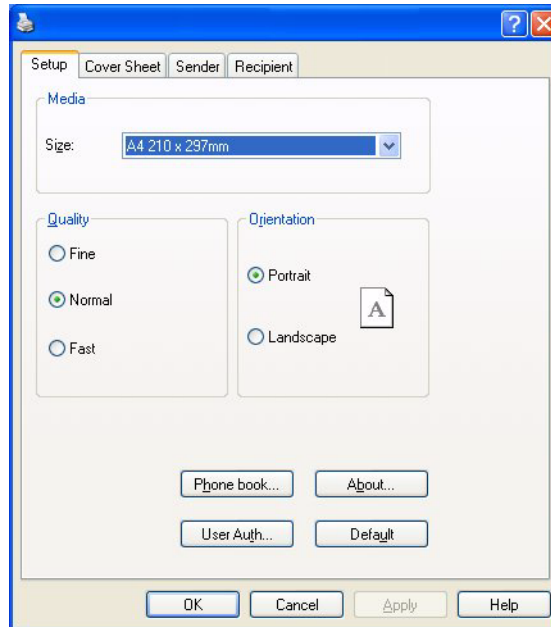 Setup Cover Sheet Sender Recipient
Media
Size: A4 210 x 297mm
Quality Orientation
Fine
Portrait
Normal
A
Landscape
Fast
Phone book... About...
User Auth... Default
OK Cancel Apply Help